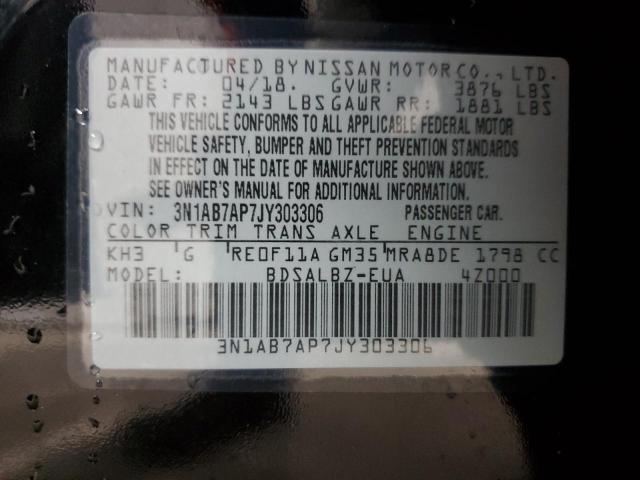 MANUFACTURED BY NISSAN MOTOR CO., LTD.
DATE: 04/18. GVWR: 3876 LBS
GAWR FR: 2143 LBS GAWR RR: 1881 LBS
THIS VEHICLE CONFORMS TO ALL APPLICABLE FEDERAL MOTOR
VEHICLE SAFETY, BUMPER AND THEFT PREVENTION STANDARDS
IN EFFECT ON THE DATE OF MANUFACTURE SHOWN ABOVE.
SEE OWNER'S MANUAL FOR ADDITIONAL INFORMATION.
VIN: 3N1AB7AP7JY303306 PASSENGER CAR.
COLOR TRIM TRANS AXLE ENGINE
KH3 G RE0F11A GM35 MRA8DE 1798 CC
MODEL: BDSALBZ-EUA 4Z000
3N1AB7AP7JY303306